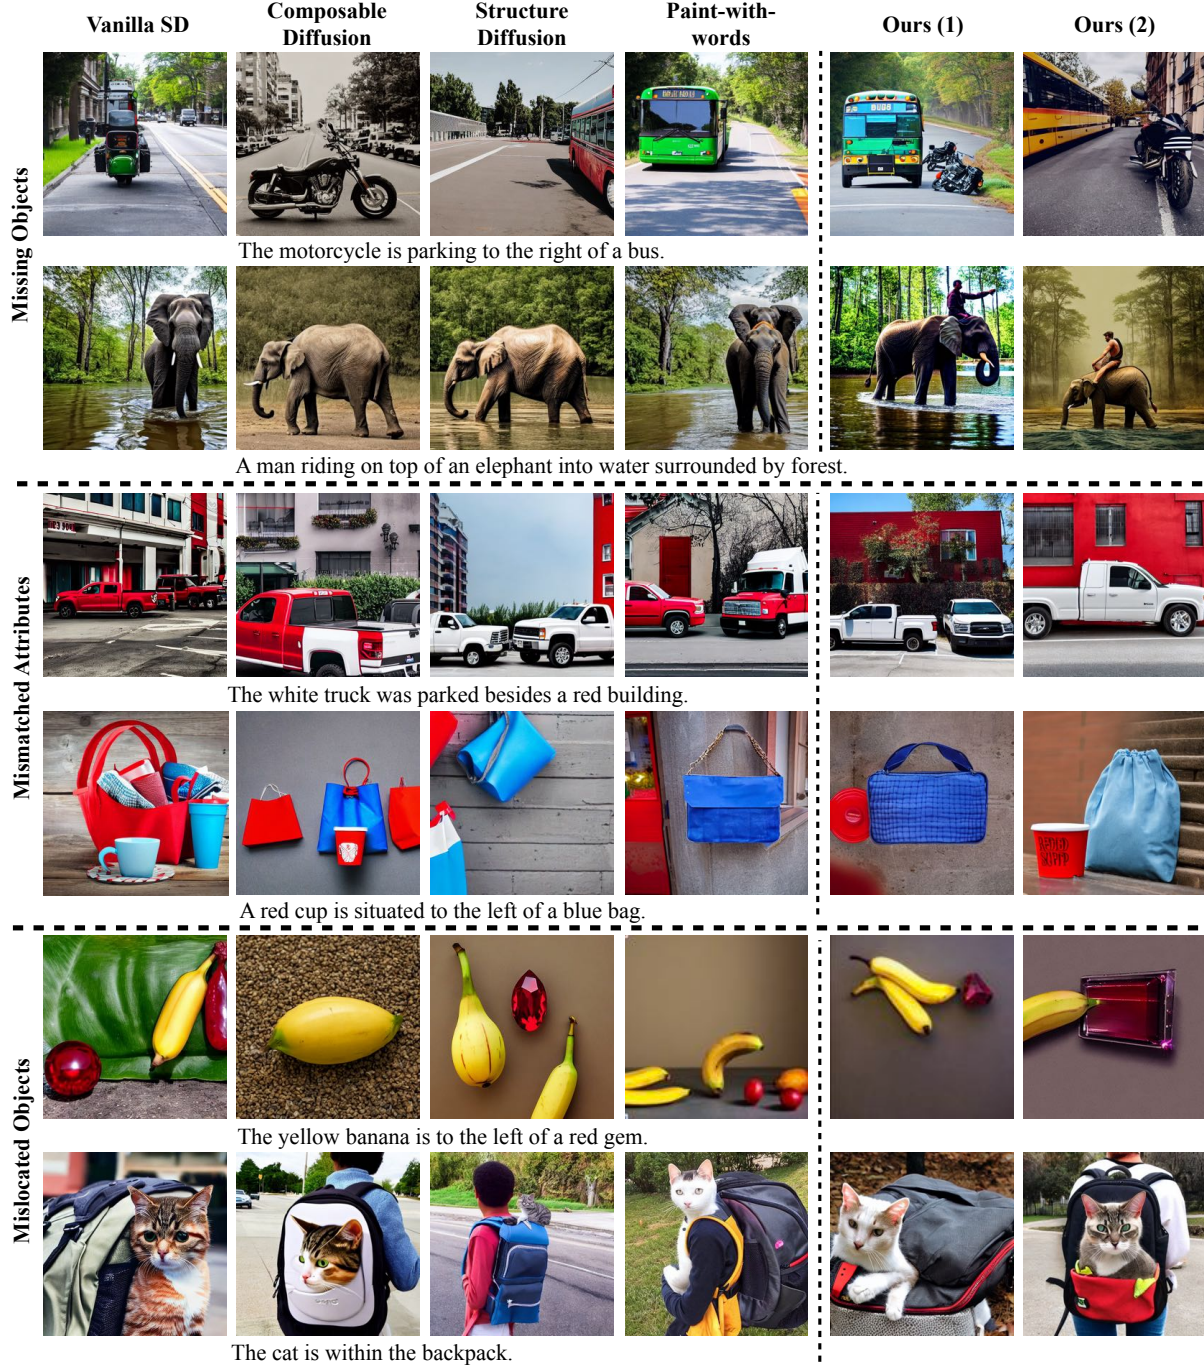 Vanilla SD
Composable Diffusion
Structure Diffusion
Paint-with-words
Ours (1)
Ours (2)
Missing Objects
The motorcycle is parking to the right of a bus.
A man riding on top of an elephant into water surrounded by forest.
Mismatched Attributes
The white truck was parked besides a red building.
A red cup is situated to the left of a blue bag.
Mislocated Objects
The yellow banana is to the left of a red gem.
The cat is within the backpack.